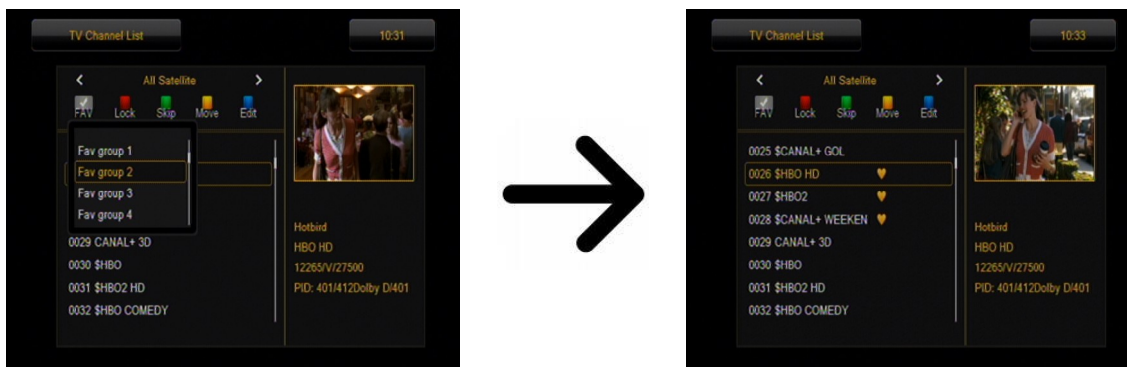 TV Channel List
10:31
All Satellite
FAV Lock Skip Move Edit
Fav group 1
Fav group 2
Fav group 3
Fav group 4
0029 CANAL+ 3D
0030 $HBO
0031 $HBO2 HD
0032 $HBO COMEDY
Hotbird
HBO HD
12265/V/27500
PID: 401/412Dolby D/401
TV Channel List
10:33
All Satellite
FAV Lock Skip Move Edit
0025 $CANAL+ GOL
0026 $HBO HD
0027 $HBO2
0028 $CANAL+ WEEKEN
0029 CANAL+ 3D
0030 $HBO
0031 $HBO2 HD
0032 $HBO COMEDY
Hotbird
HBO HD
12265/V/27500
PID: 401/412Dolby D/401